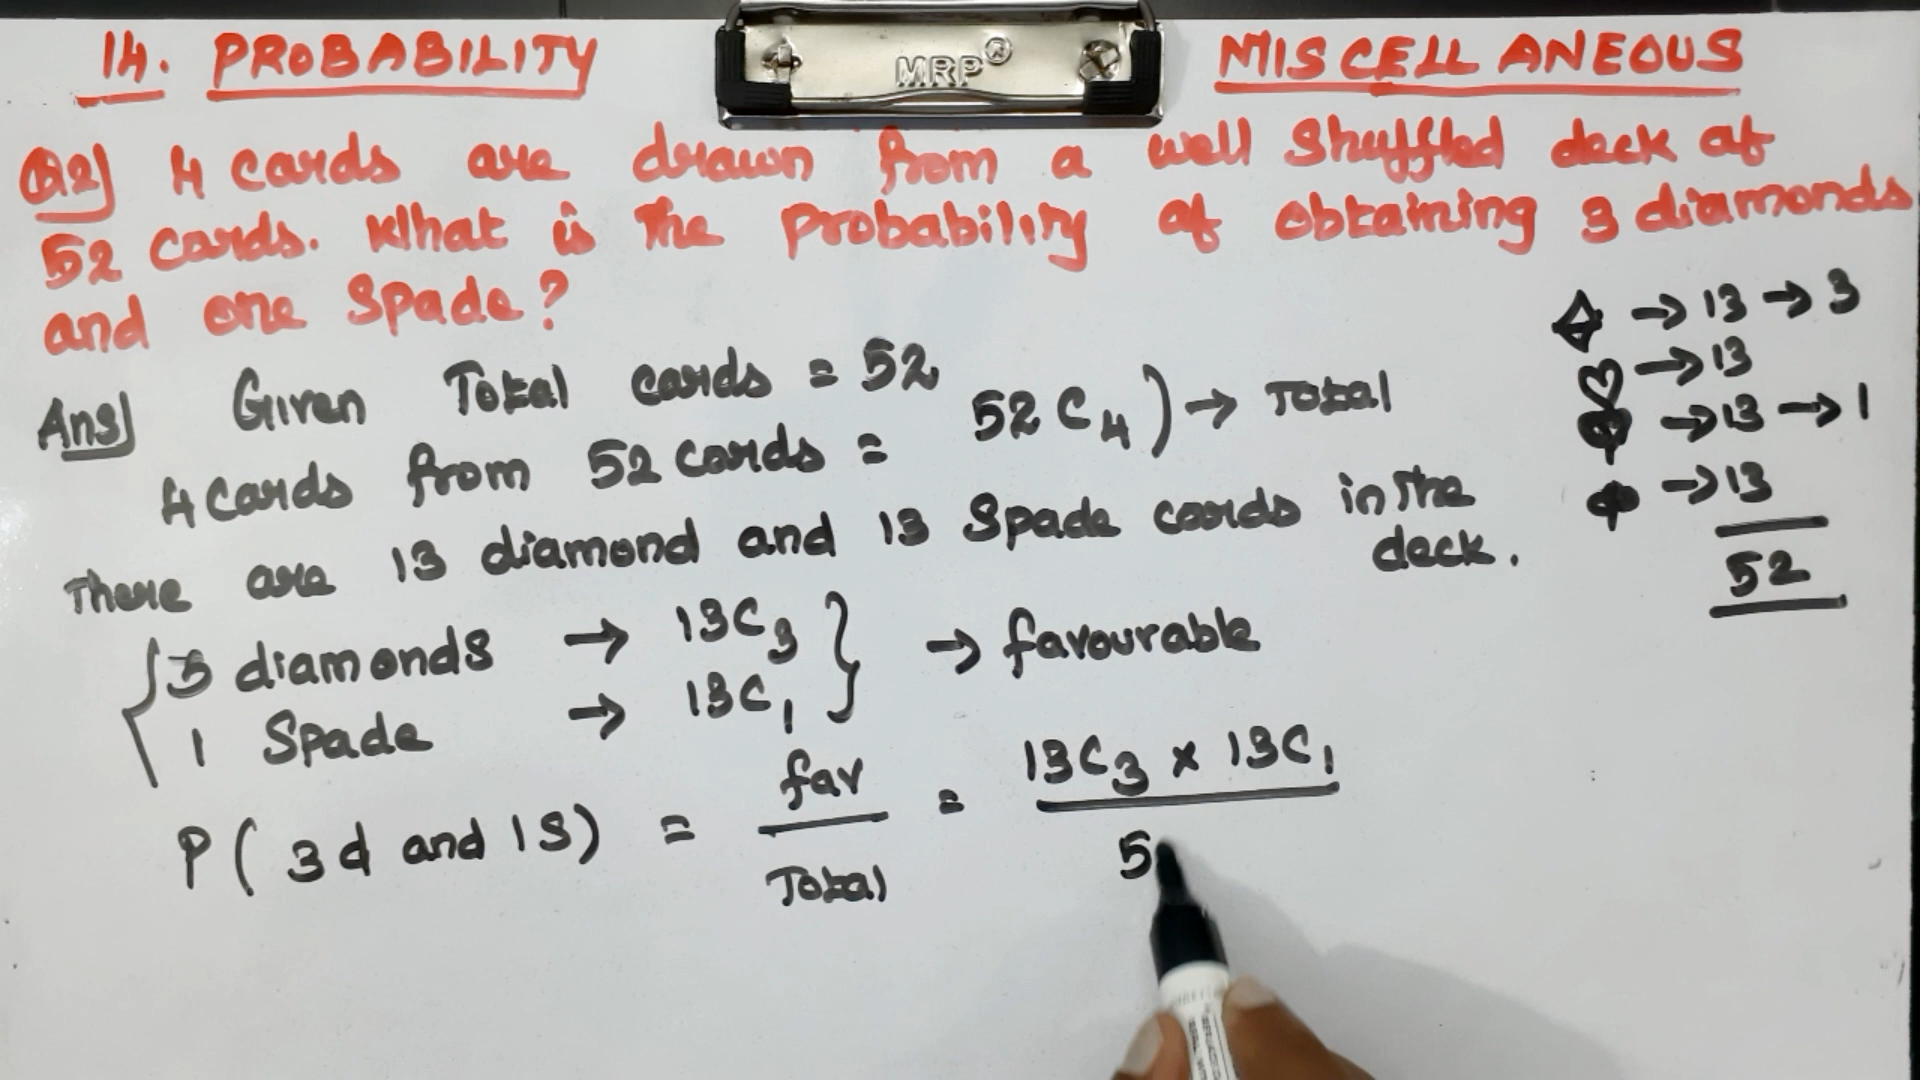 14. PROBABILITY
MRP®
MISCELLANEOUS
Q2] 4 cards are drawn from a well shuffled deck of
52 cards. What is the probability of obtaining 3 diamonds
and one spade?
Ans] Given Total cards = 52
4 cards from 52 cards = 52C4) → Total
There are 13 diamond and 13 spade cards in the
deck.
3 diamonds → 13C3
1 Spade → 13C1
} → favourable
P(3d and 1S) = fav / Total = 13C3 × 13C1 / 5
♢ → 13 → 3
♡ → 13
♠ → 13 → 1
♣ → 13
52